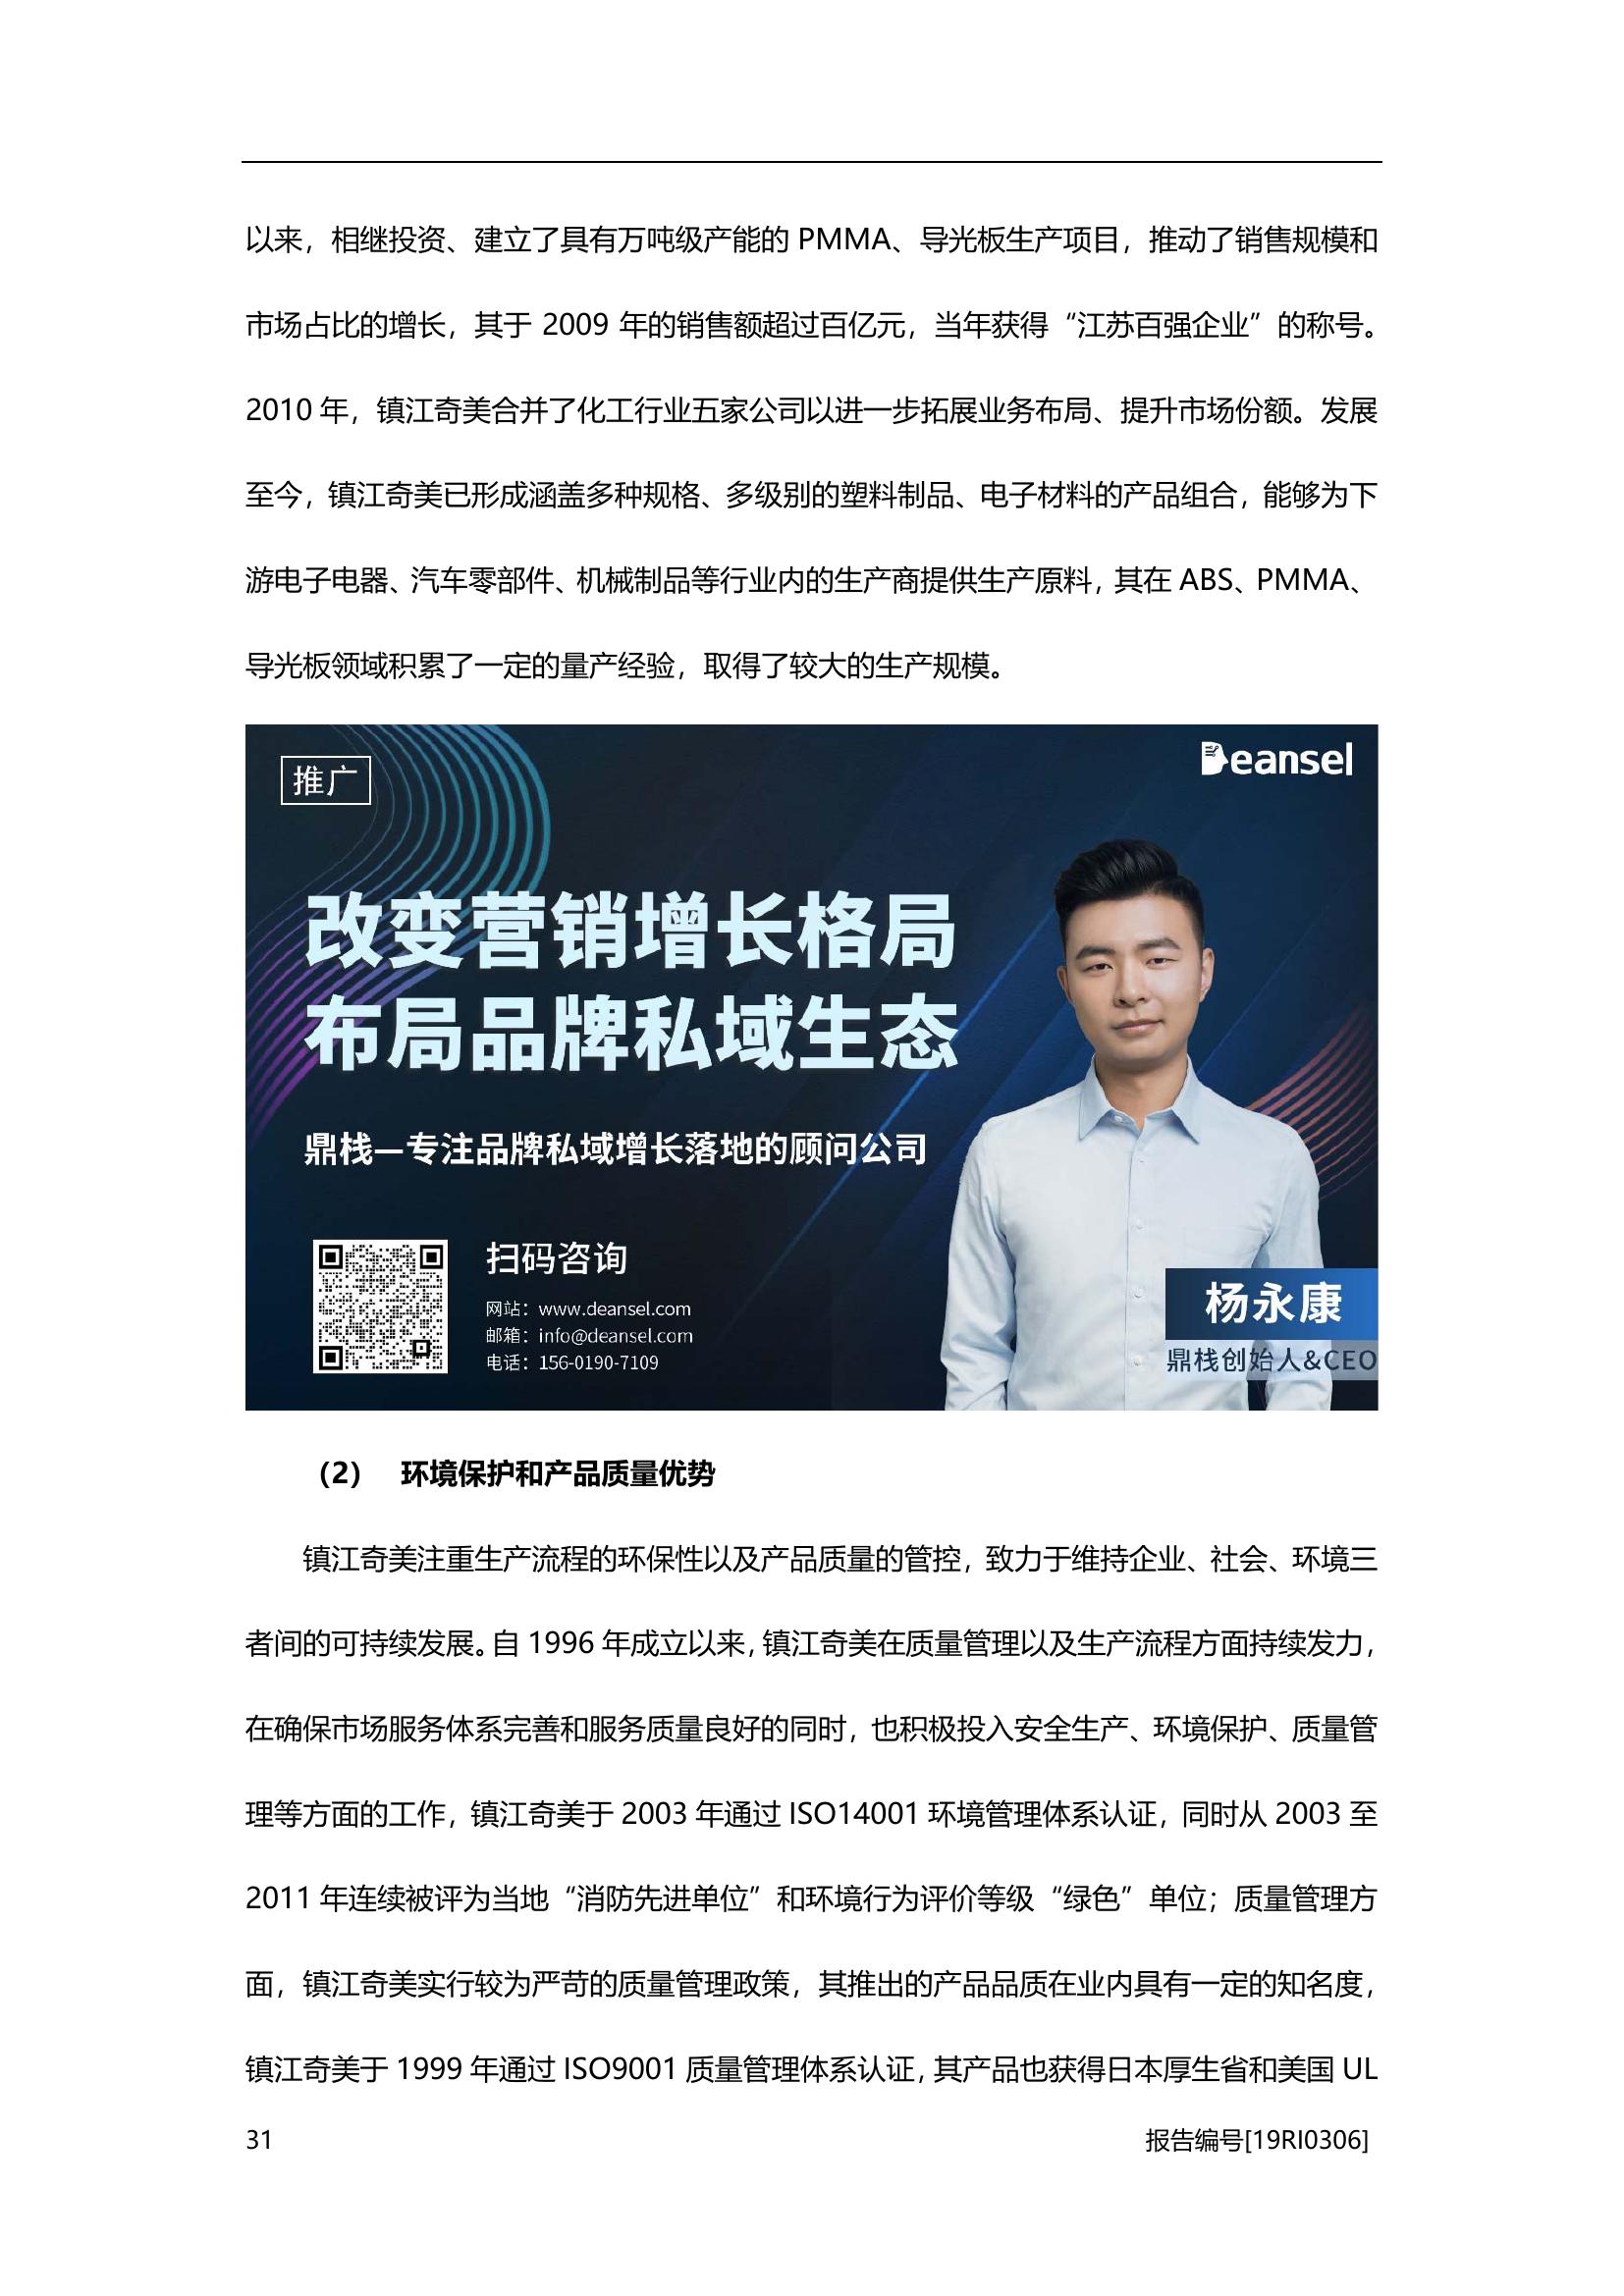 以来，相继投资、建立了具有万吨级产能的 PMMA、导光板生产项目，推动了销售规模和
市场占比的增长，其于 2009 年的销售额超过百亿元，当年获得“江苏百强企业”的称号。
2010 年，镇江奇美合并了化工行业五家公司以进一步拓展业务布局、提升市场份额。发展
至今，镇江奇美已形成涵盖多种规格、多级别的塑料制品、电子材料的产品组合，能够为下
游电子电器、汽车零部件、机械制品等行业内的生产商提供生产原料，其在 ABS、PMMA、
导光板领域积累了一定的量产经验，取得了较大的生产规模。
推广
Deansel
改变营销增长格局
布局品牌私域生态
鼎栈—专注品牌私域增长落地的顾问公司
扫码咨询
网站：www.deansel.com
邮箱：info@deansel.com
电话：156-0190-7109
杨永康
鼎栈创始人&CEO
（2） 环境保护和产品质量优势
镇江奇美注重生产流程的环保性以及产品质量的管控，致力于维持企业、社会、环境三
者间的可持续发展。自 1996 年成立以来，镇江奇美在质量管理以及生产流程方面持续发力，
在确保市场服务体系完善和服务质量良好的同时，也积极投入安全生产、环境保护、质量管
理等方面的工作，镇江奇美于 2003 年通过 ISO14001 环境管理体系认证，同时从 2003 至
2011 年连续被评为当地“消防先进单位”和环境行为评价等级“绿色”单位；质量管理方
面，镇江奇美实行较为严苛的质量管理政策，其推出的产品品质在业内具有一定的知名度，
镇江奇美于 1999 年通过 ISO9001 质量管理体系认证，其产品也获得日本厚生省和美国 UL
31
报告编号[19RI0306]